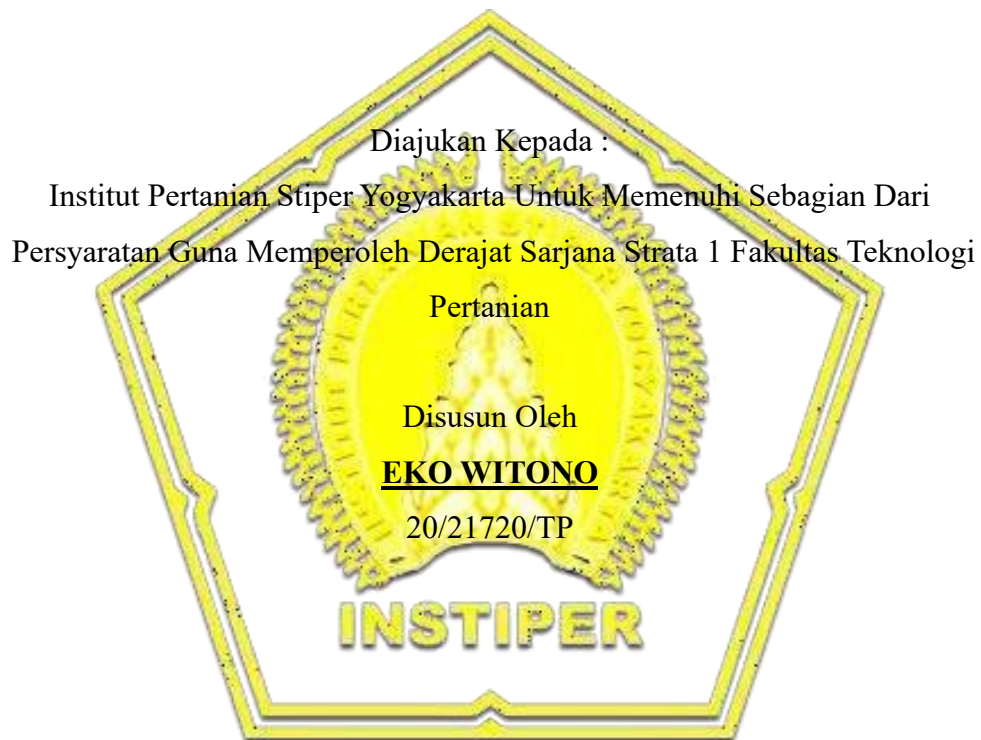 Diajukan Kepada :
Institut Pertanian Stiper Yogyakarta Untuk Memenuhi Sebagian Dari
Persyaratan Guna Memperoleh Derajat Sarjana Strata 1 Fakultas Teknologi
Pertanian
Disusun Oleh
EKO WITONO
20/21720/TP
INSTIPER